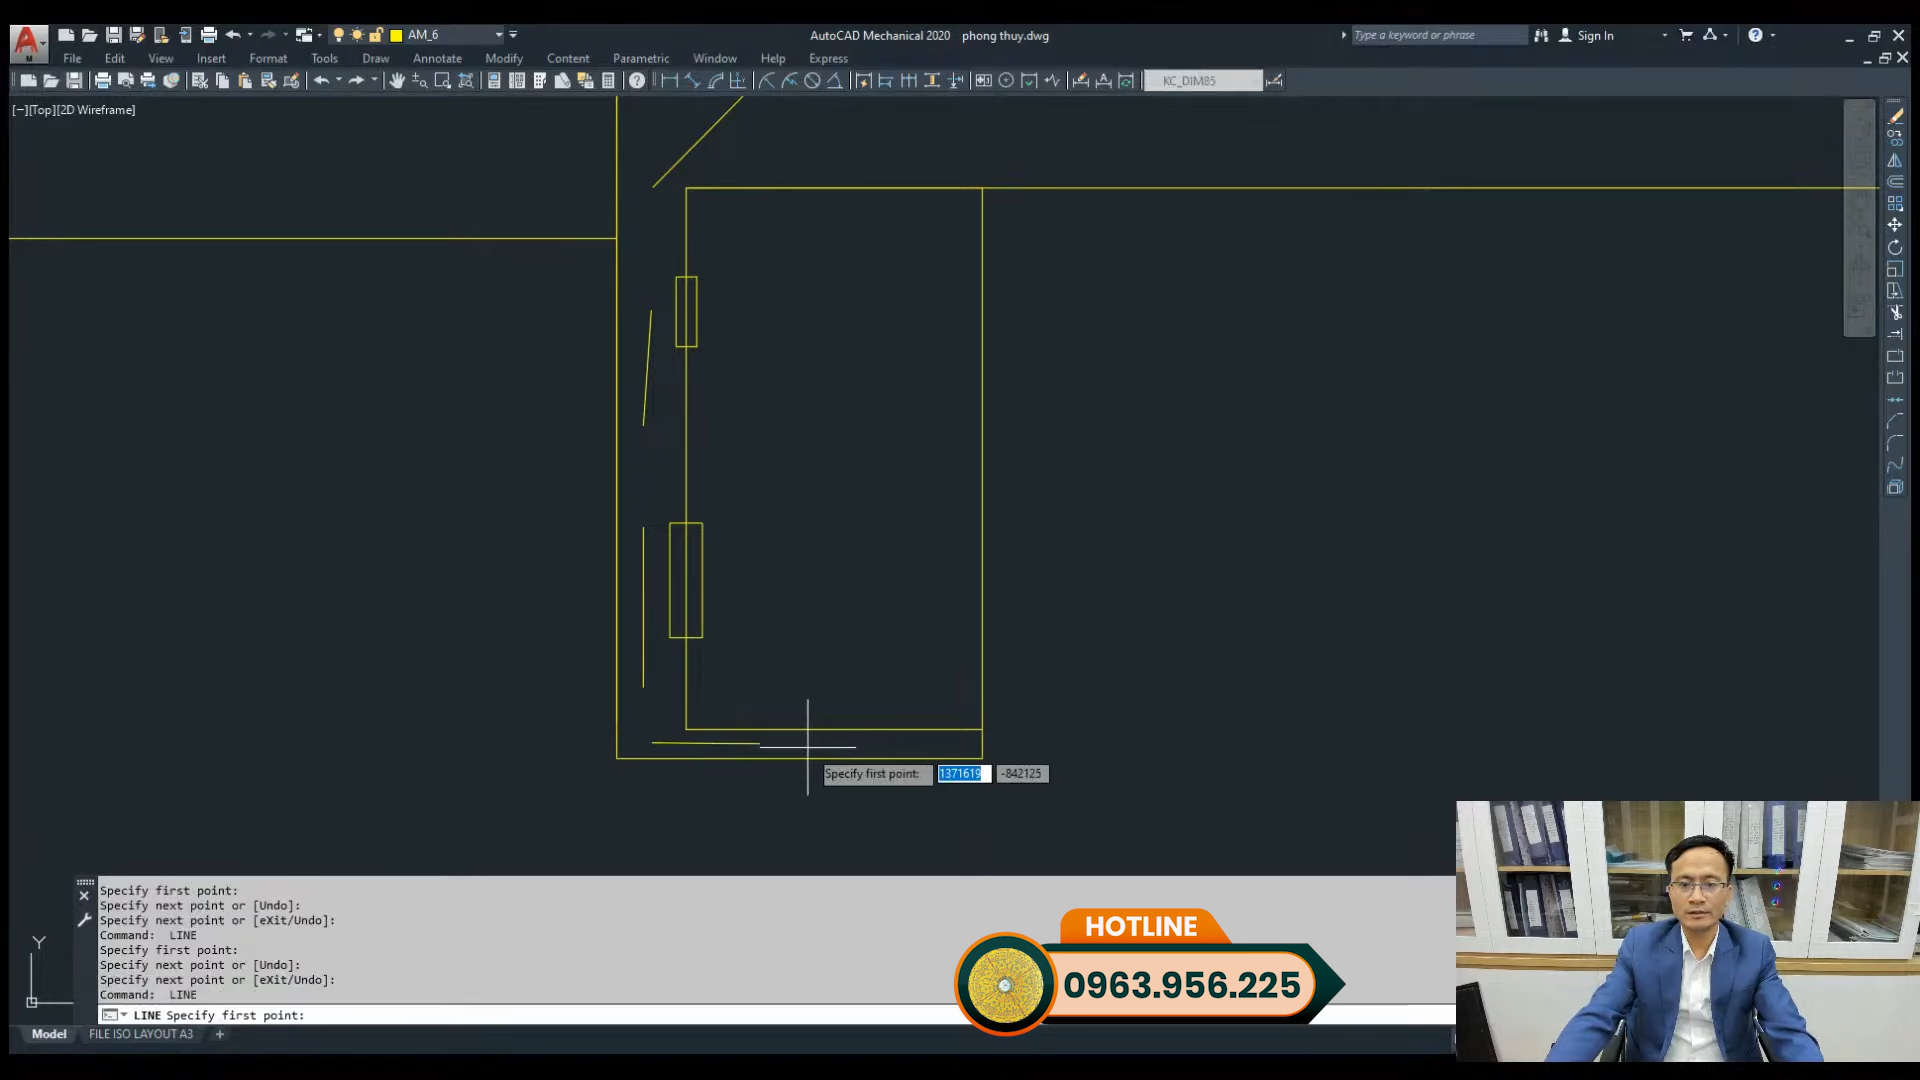 AM_6
AutoCAD Mechanical 2020 phong thuy.dwg
Type a keyword or phrase
Sign In
M
File Edit View Insert Format Tools Draw Annotate Modify Content Parametric Window Help Express
KC_DIM85
[−][Top][2D Wireframe]
Specify first point: 1371619 -842125
Specify first point:
Specify next point or [Undo]:
Specify next point or [eXit/Undo]:
Command: LINE
Specify first point:
Specify next point or [Undo]:
Specify next point or [eXit/Undo]:
Command: LINE
LINE Specify first point:
Y
Model FILE ISO LAYOUT A3 +
HOTLINE
0963.956.225